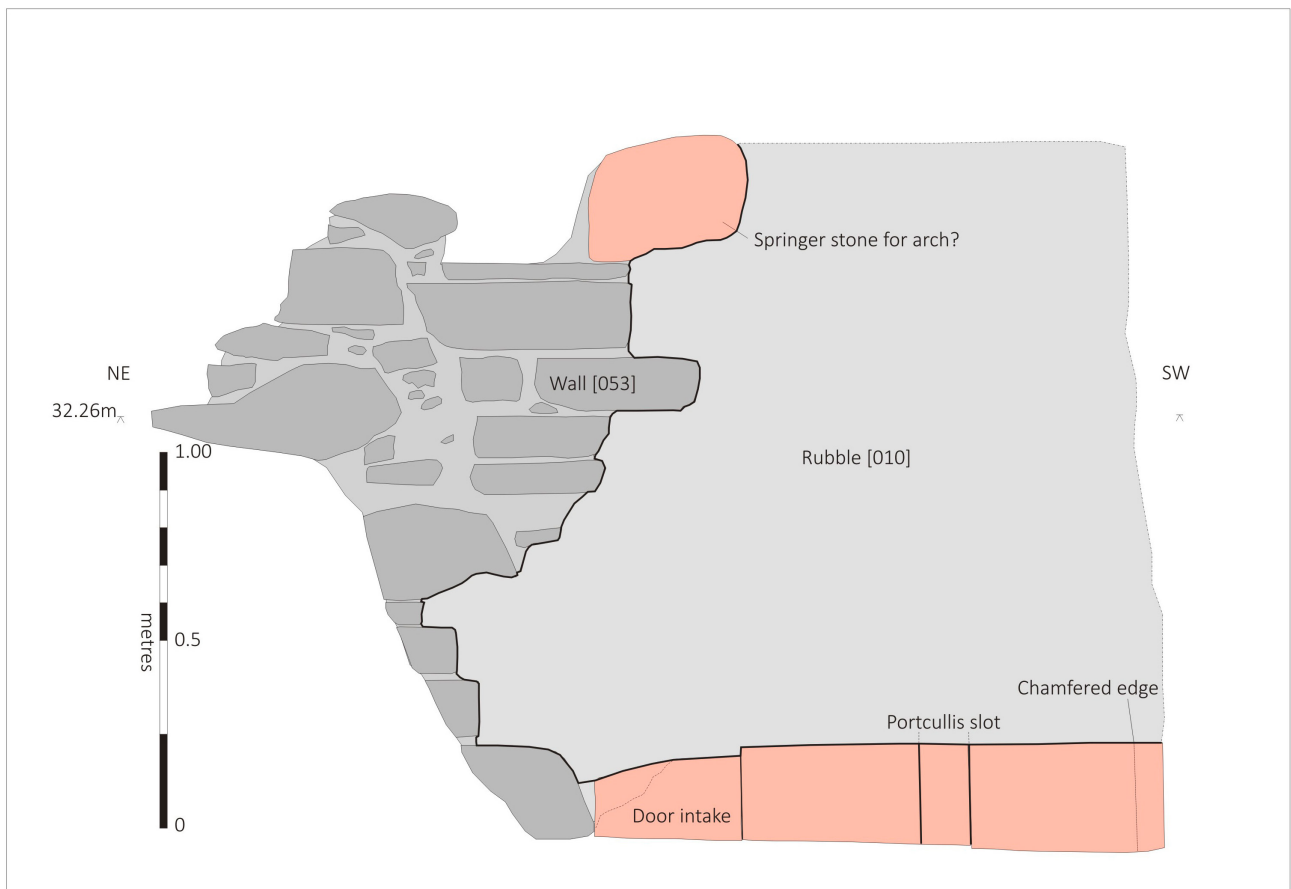 Springer stone for arch?
NE
Wall [053]
SW
32.26m
1.00
Rubble [010]
metres
0.5
Chamfered edge
Portcullis slot
Door intake
0